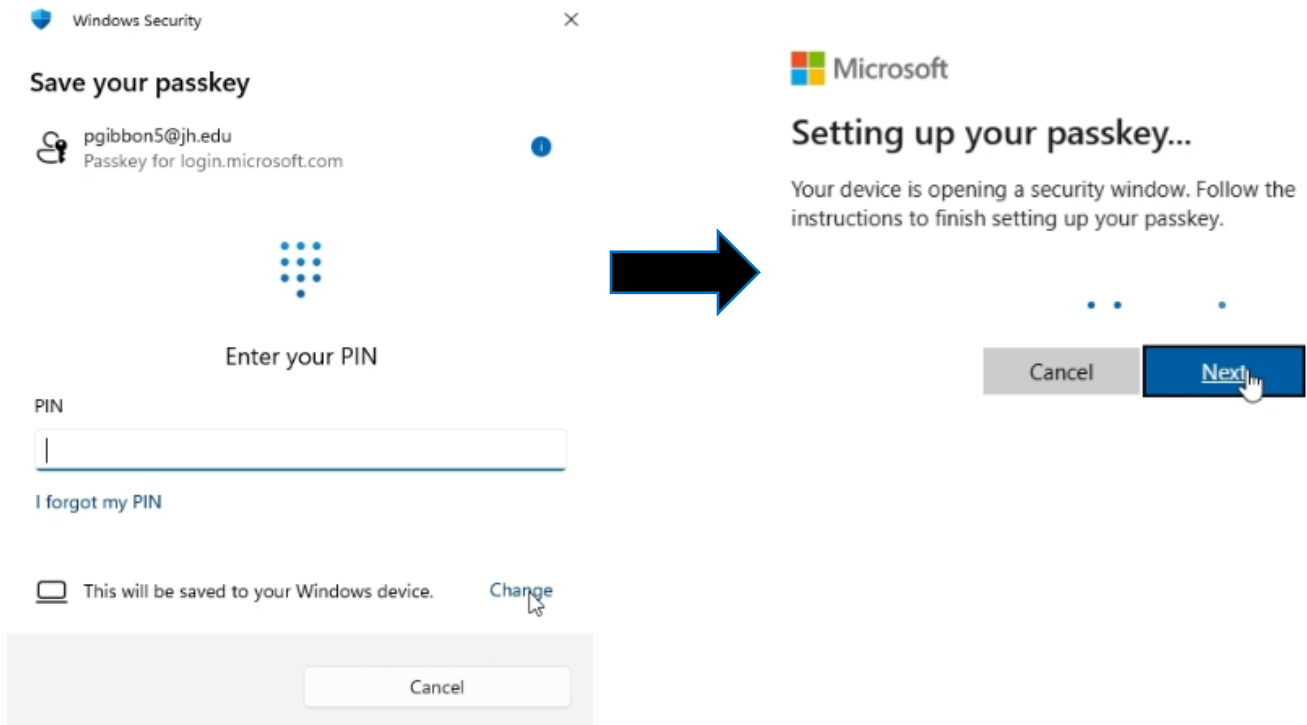 Windows Security
Save your passkey
pgibbon5@jh.edu
Passkey for login.microsoft.com
Enter your PIN
PIN
I forgot my PIN
This will be saved to your Windows device.
Change
Cancel
Microsoft
Setting up your passkey...
Your device is opening a security window. Follow the
instructions to finish setting up your passkey.
Cancel
Next